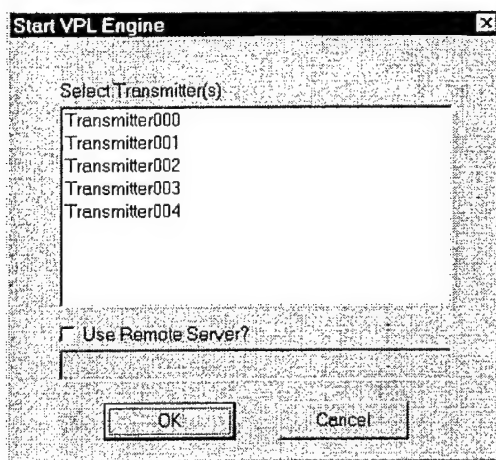 Start VPL Engine
Select Transmitter(s)
Transmitter000
Transmitter001
Transmitter002
Transmitter003
Transmitter004
Use Remote Server?
OK
Cancel